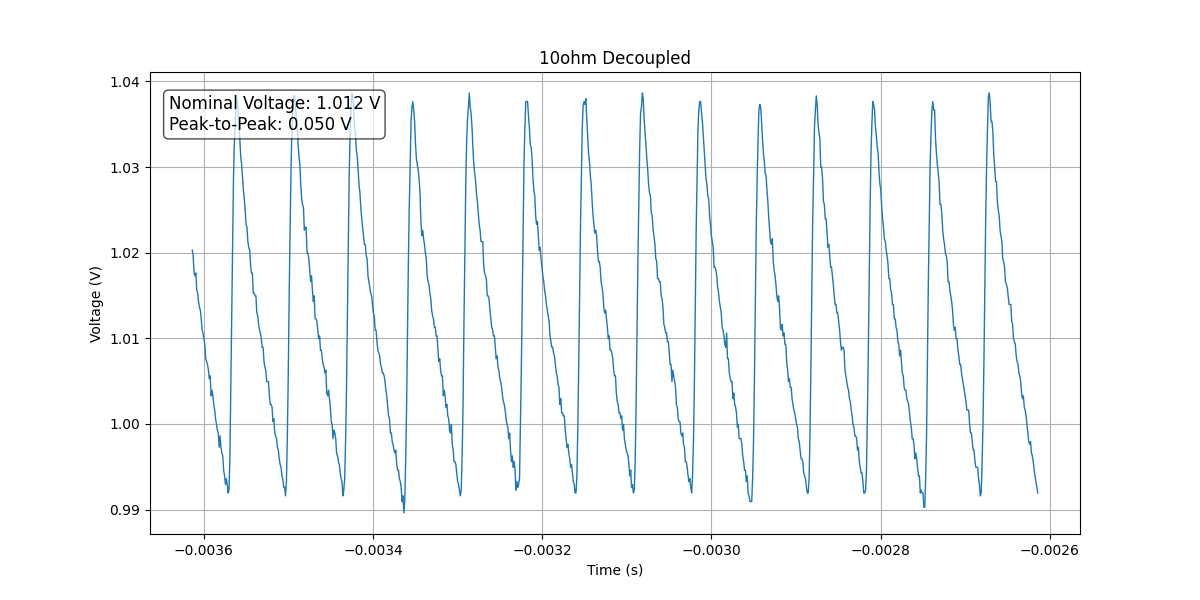 10ohm Decoupled
1.04
Nominal Voltage: 1.012 V
Peak-to-Peak: 0.050 V
1.03
1.02
1.01
1.00
0.99
Voltage (V)
−0.0036 −0.0034 −0.0032 −0.0030 −0.0028 −0.0026
Time (s)